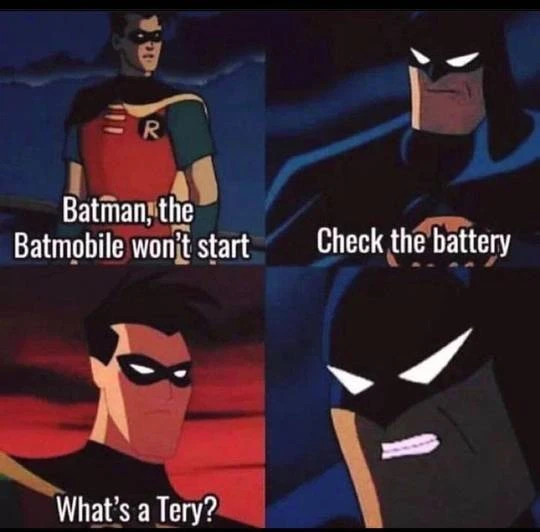 R
Batman, the
Batmobile won't start
Check the battery
What's a Tery?